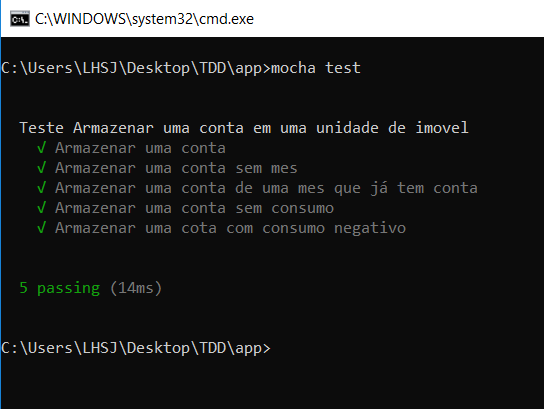 C:\WINDOWS\system32\cmd.exe
C:\Users\LHSJ\Desktop\TDD\app>mocha test
Teste Armazenar uma conta em uma unidade de imovel
√ Armazenar uma conta
√ Armazenar uma conta sem mes
√ Armazenar uma conta de uma mes que já tem conta
√ Armazenar uma conta sem consumo
√ Armazenar uma cota com consumo negativo
5 passing (14ms)
C:\Users\LHSJ\Desktop\TDD\app>